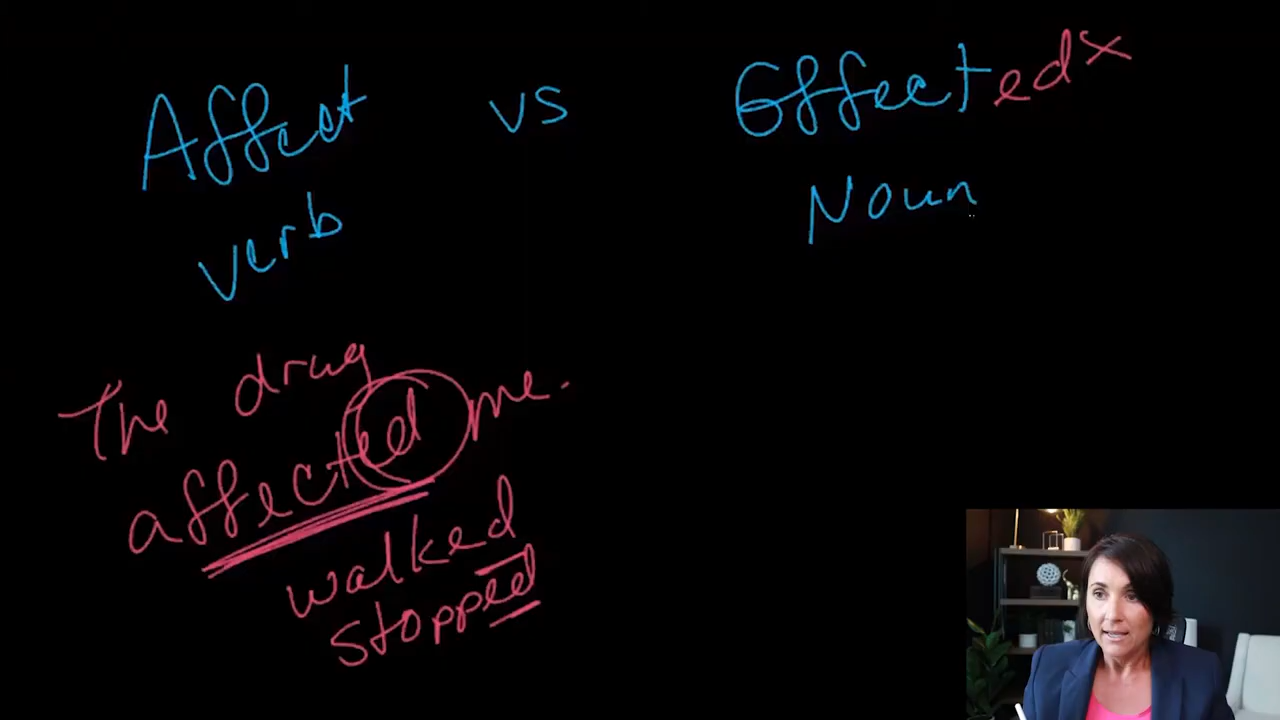 Affect vs Effectedx
verb Noun
The drug
affected me.
walked
stopped